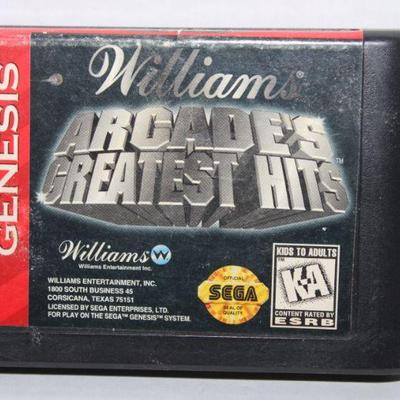 GENESIS
Williams®
ARCADE'S
GREATEST HITS™
Williams W
Williams Entertainment Inc.
WILLIAMS ENTERTAINMENT, INC.
1800 SOUTH BUSINESS 45
CORSICANA, TEXAS 75151
LICENSED BY SEGA ENTERPRISES, LTD.
FOR PLAY ON THE SEGA™ GENESIS™ SYSTEM.
OFFICIAL
SEGA
SEAL OF
QUALITY
KIDS TO ADULTS
K-A
CONTENT RATED BY
ESRB